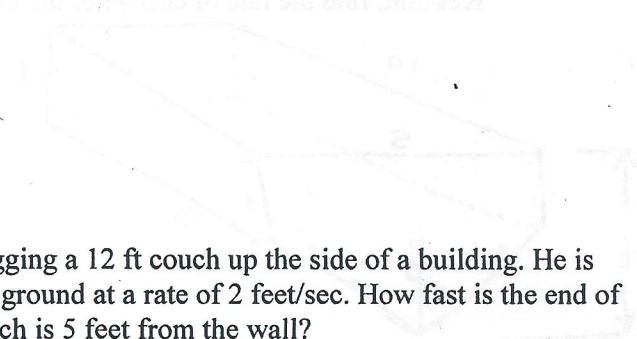 gging a 12 ft couch up the side of a building. He is
ground at a rate of 2 feet/sec. How fast is the end of
ch is 5 feet from the wall?